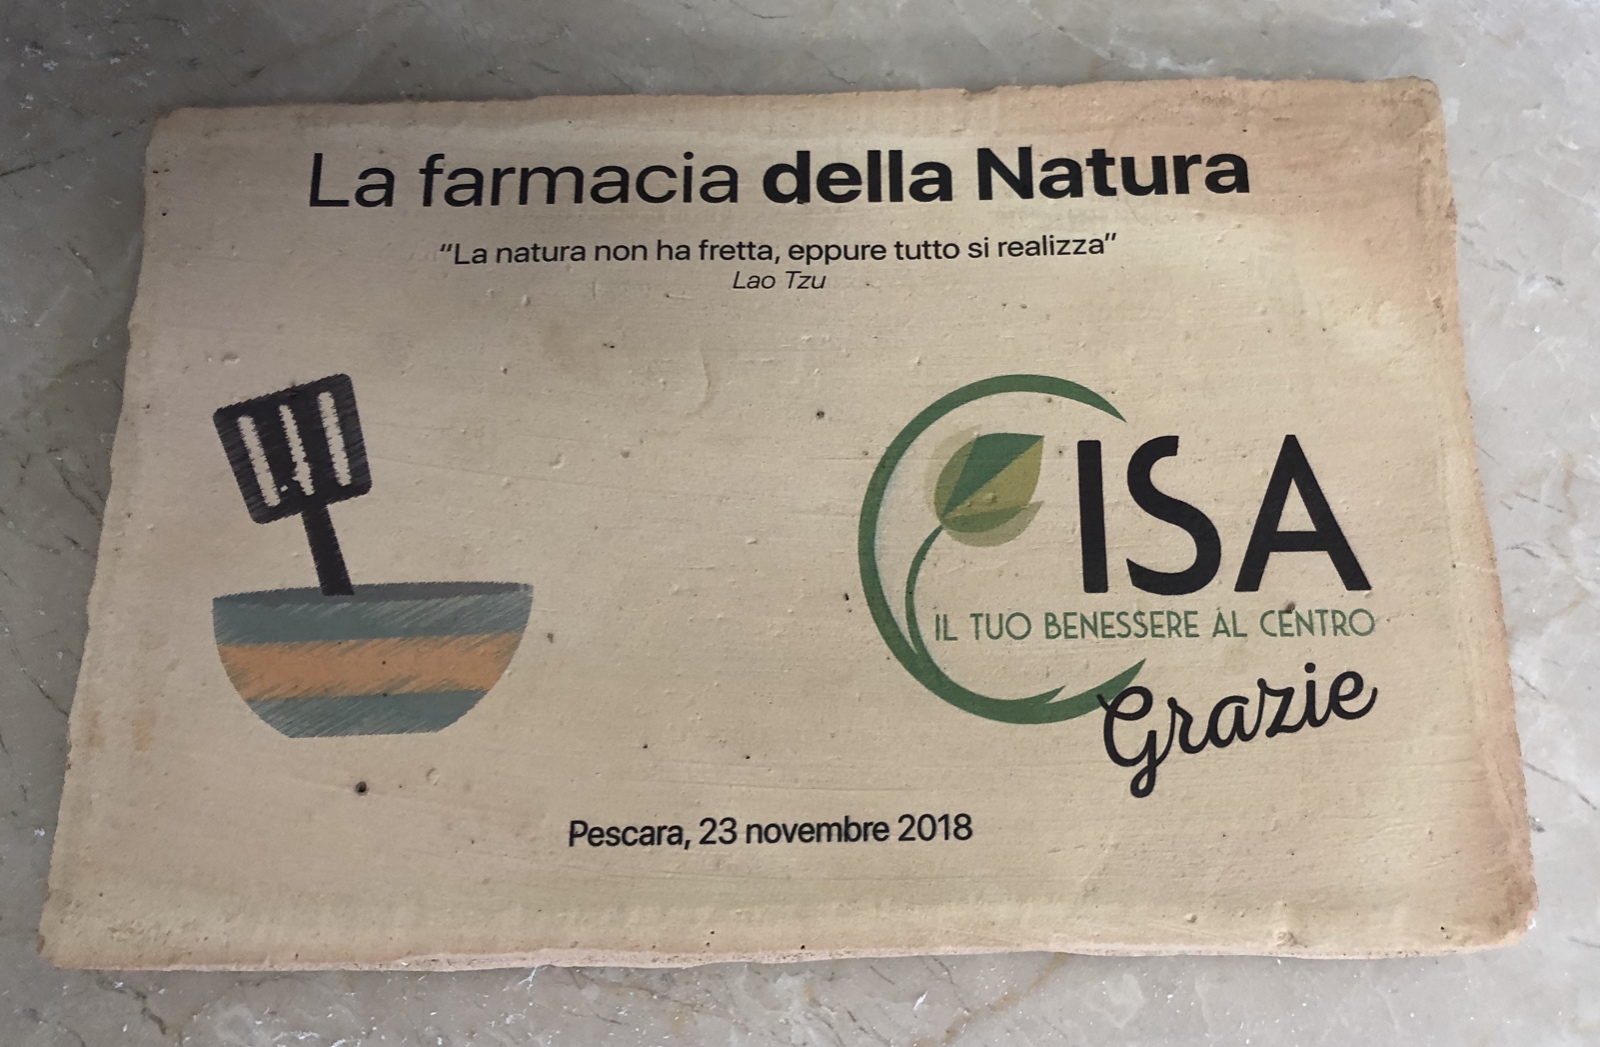 La farmacia della Natura
“La natura non ha fretta, eppure tutto si realizza”
Lao Tzu
ISA
IL TUO BENESSERE AL CENTRO
Grazie
Pescara, 23 novembre 2018